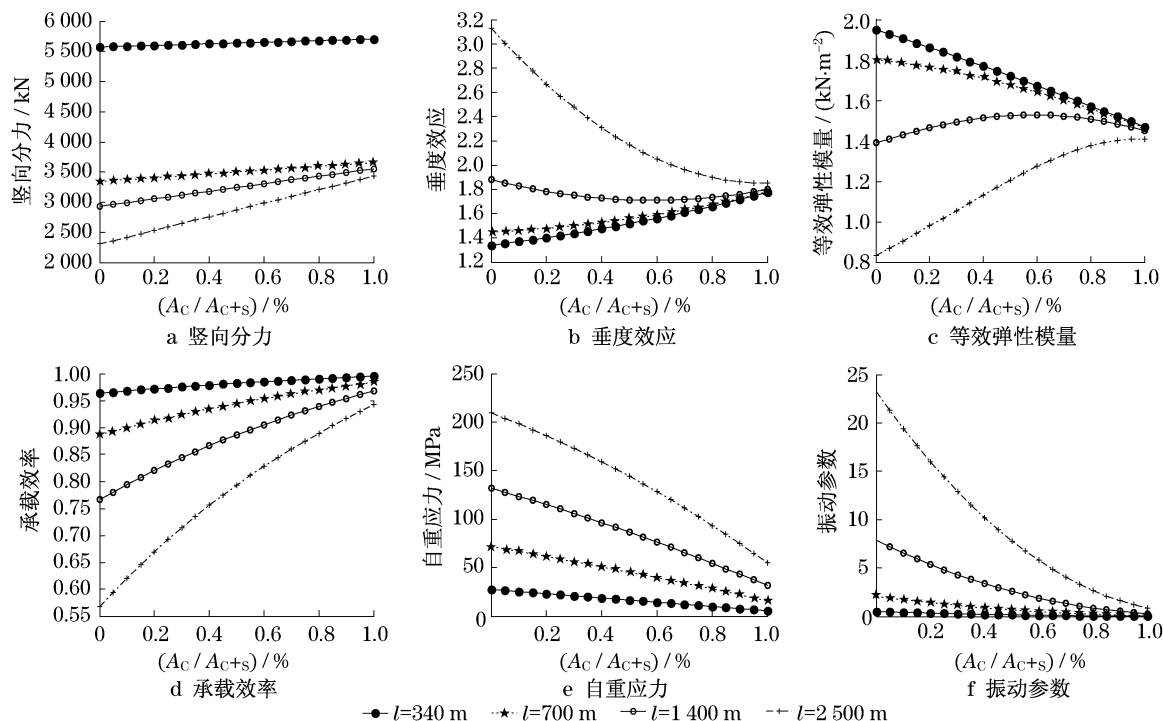 6 000
5 500
5 000
4 500
4 000
3 500
3 000
2 500
2 000
竖向分力 / kN
0 0.2 0.4 0.6 0.8 1.0
(AC / AC+S) / %
a 竖向分力
3.2
3.0
2.8
2.6
2.4
2.2
2.0
1.8
1.6
1.4
1.2
垂度效应
0 0.2 0.4 0.6 0.8 1.0
(AC / AC+S) / %
b 垂度效应
2.0
1.8
1.6
1.4
1.2
1.0
0.8
等效弹性模量 / (kN·m⁻²)
0 0.2 0.4 0.6 0.8 1.0
(AC / AC+S) / %
c 等效弹性模量
1.00
0.95
0.90
0.85
0.80
0.75
0.70
0.65
0.60
0.55
承载效率
0 0.2 0.4 0.6 0.8 1.0
(AC / AC+S) / %
d 承载效率
250
200
150
100
50
0
自重应力 / MPa
0.2 0.4 0.6 0.8 1.0
(AC / AC+S) / %
e 自重应力
25
20
15
10
5
0
振动参数
0.2 0.4 0.6 0.8 1.0
(AC / AC+S) / %
f 振动参数
l=340 m l=700 m l=1 400 m l=2 500 m